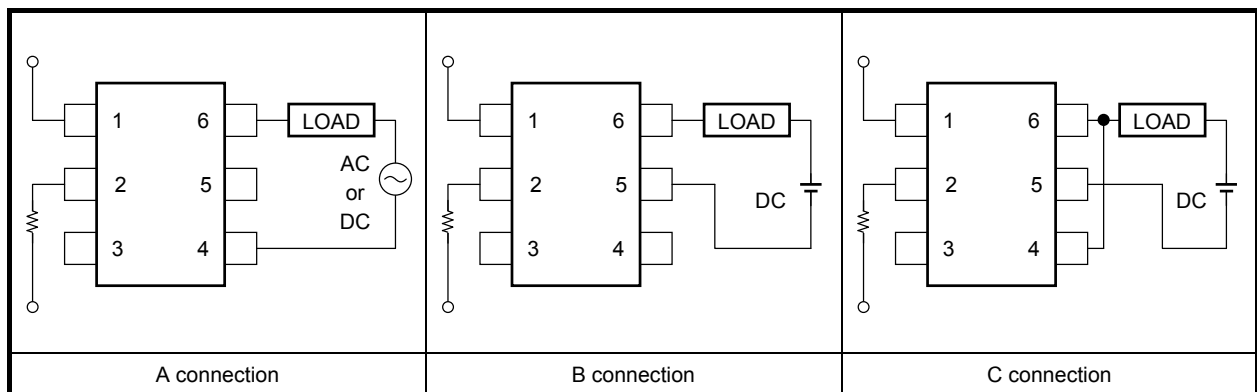 1 6 LOAD
2 5
3 4
AC
or
DC
A connection
1 6 LOAD
2 5
3 4
DC
B connection
1 6 LOAD
2 5
3 4
DC
C connection